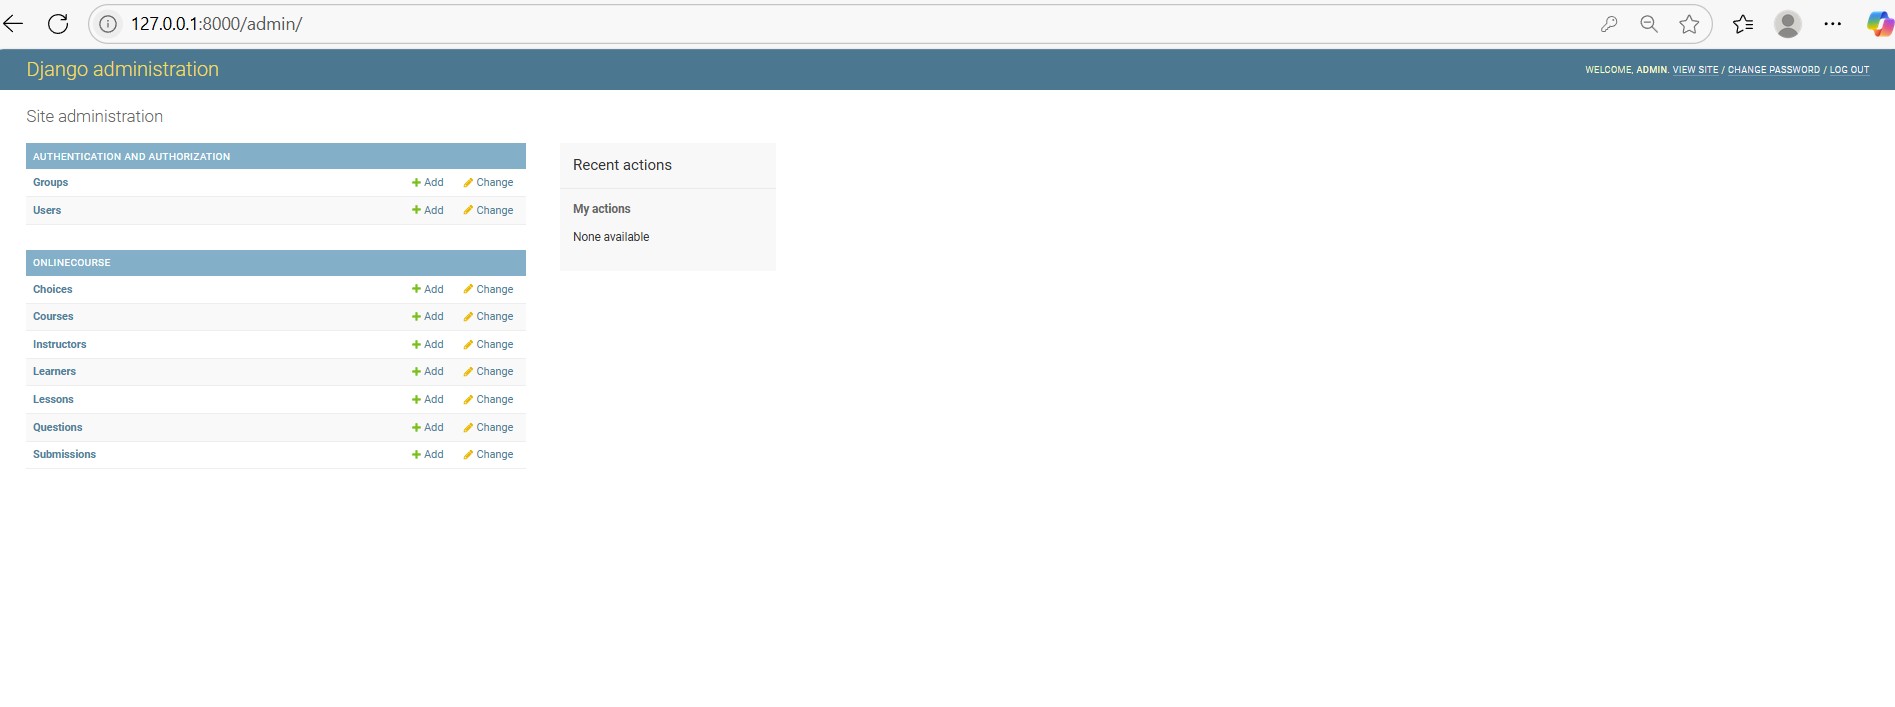 127.0.0.1:8000/admin/
Django administration
WELCOME, ADMIN. VIEW SITE / CHANGE PASSWORD / LOG OUT
Site administration
AUTHENTICATION AND AUTHORIZATION
Groups Add Change
Users Add Change
ONLINECOURSE
Choices Add Change
Courses Add Change
Instructors Add Change
Learners Add Change
Lessons Add Change
Questions Add Change
Submissions Add Change
Recent actions
My actions
None available